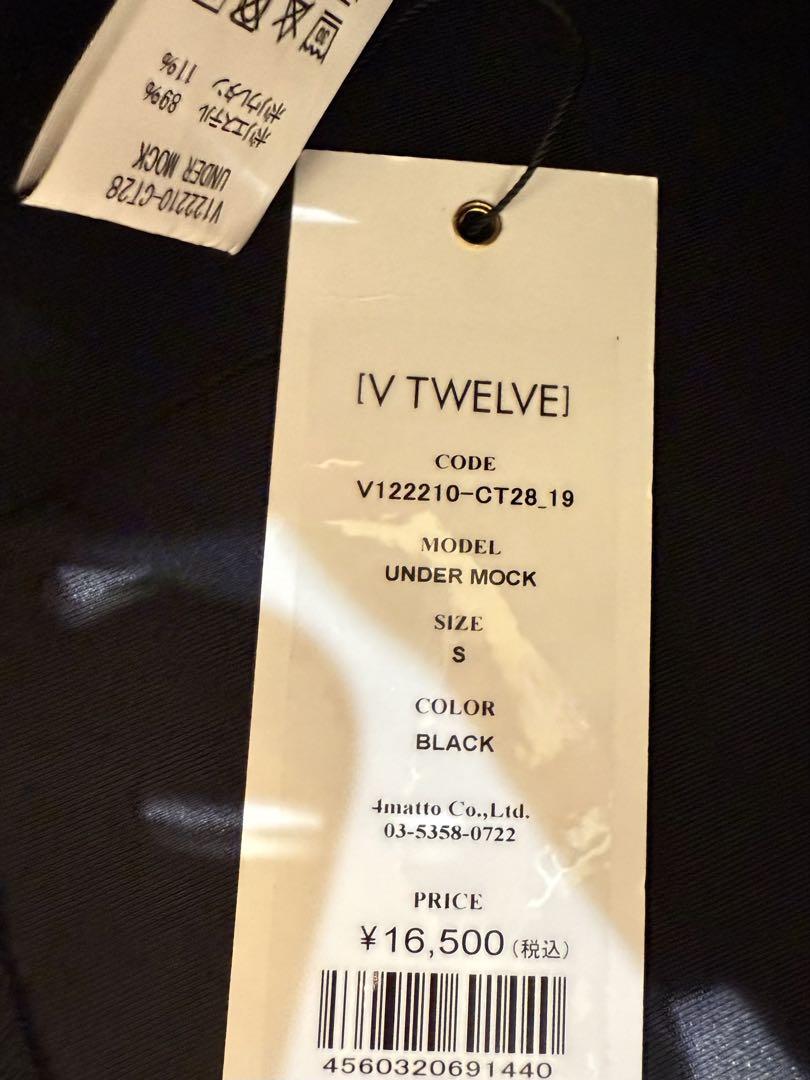 ポリエステル 89%
ポリウレタン 11%
UNDER MOCK
V122210-CT28
[V TWELVE]
CODE
V122210-CT28_19
MODEL
UNDER MOCK
SIZE
S
COLOR
BLACK
4matto Co.,Ltd.
03-5358-0722
PRICE
¥16,500(税込)
4560320691440